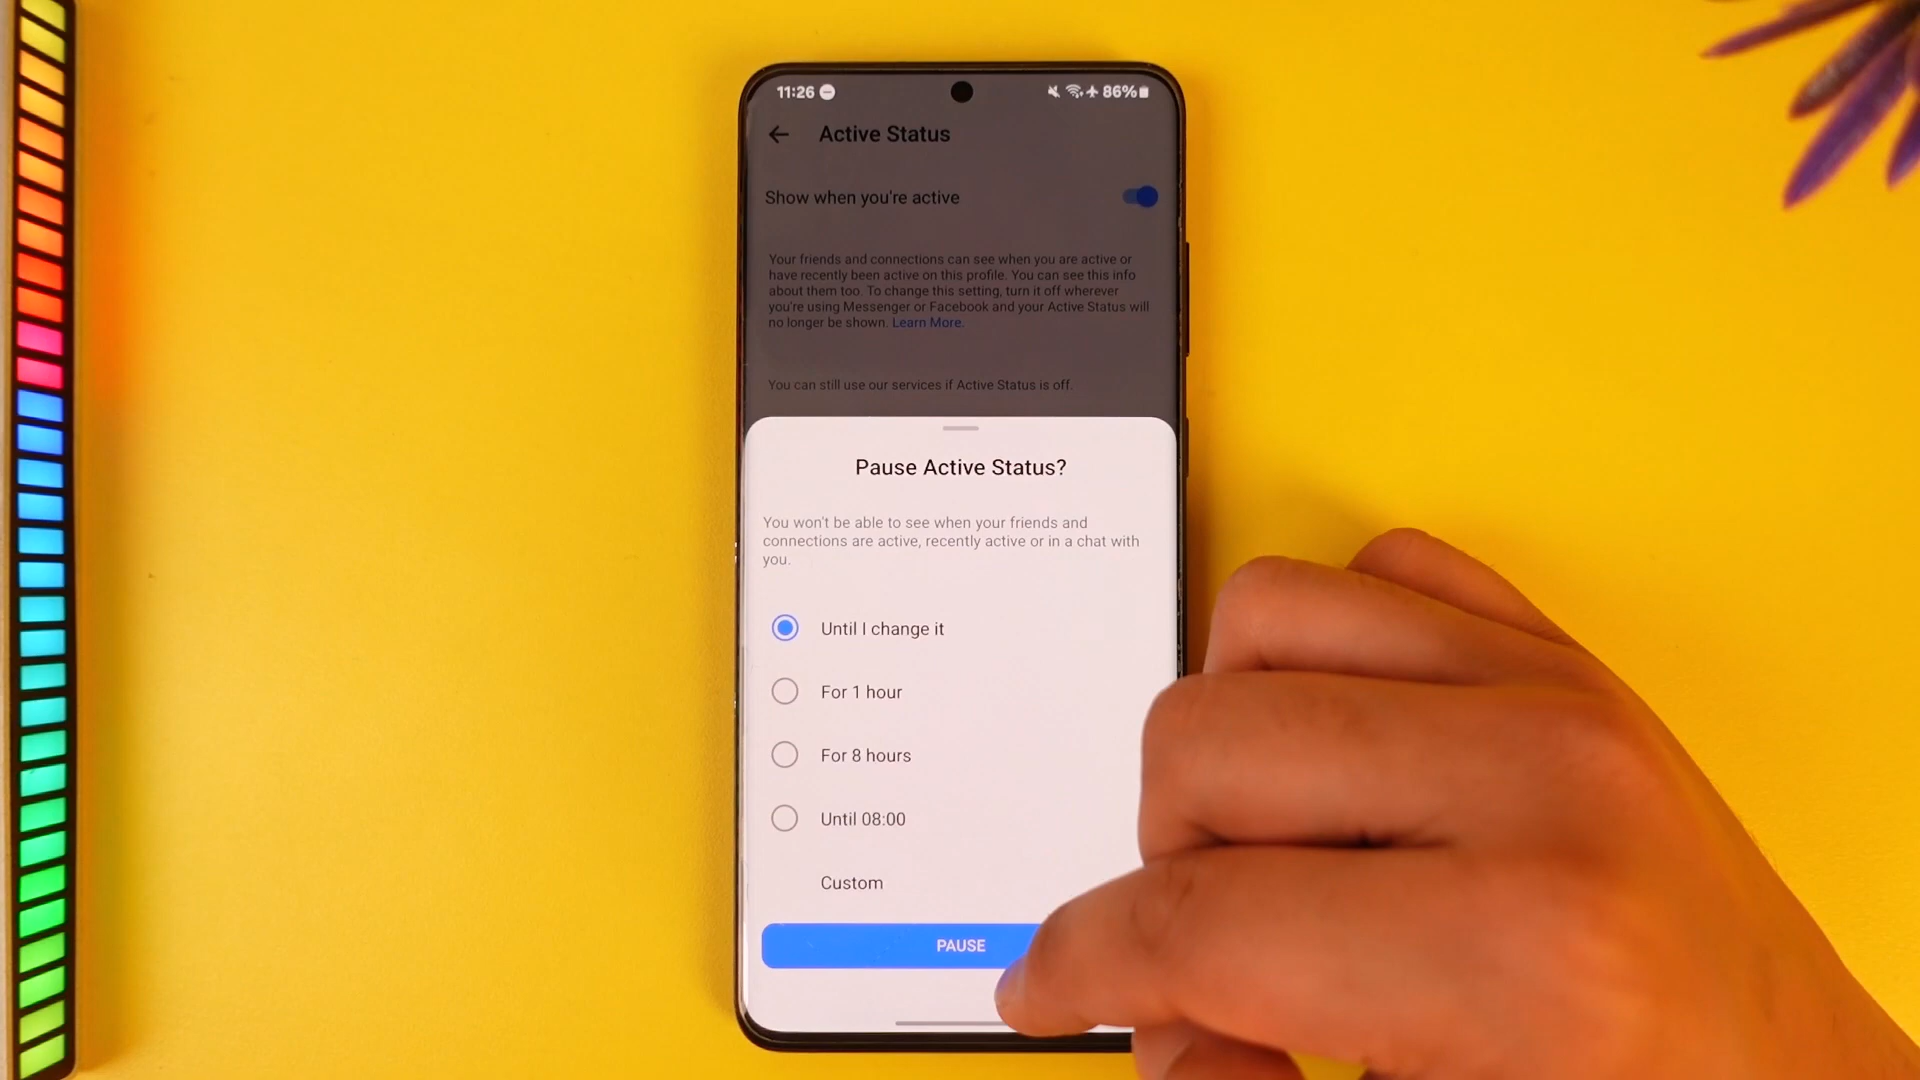 11:26 86%
Active Status
Show when you're active
Your friends and connections can see when you are active or
have recently been active on this profile. You can see this info
about them too. To change this setting, turn it off wherever
you're using Messenger or Facebook and your Active Status will
no longer be shown. Learn More.
You can still use our services if Active Status is off.
Pause Active Status?
You won't be able to see when your friends and
connections are active, recently active or in a chat with
you.
Until I change it
For 1 hour
For 8 hours
Until 08:00
Custom
PAUSE